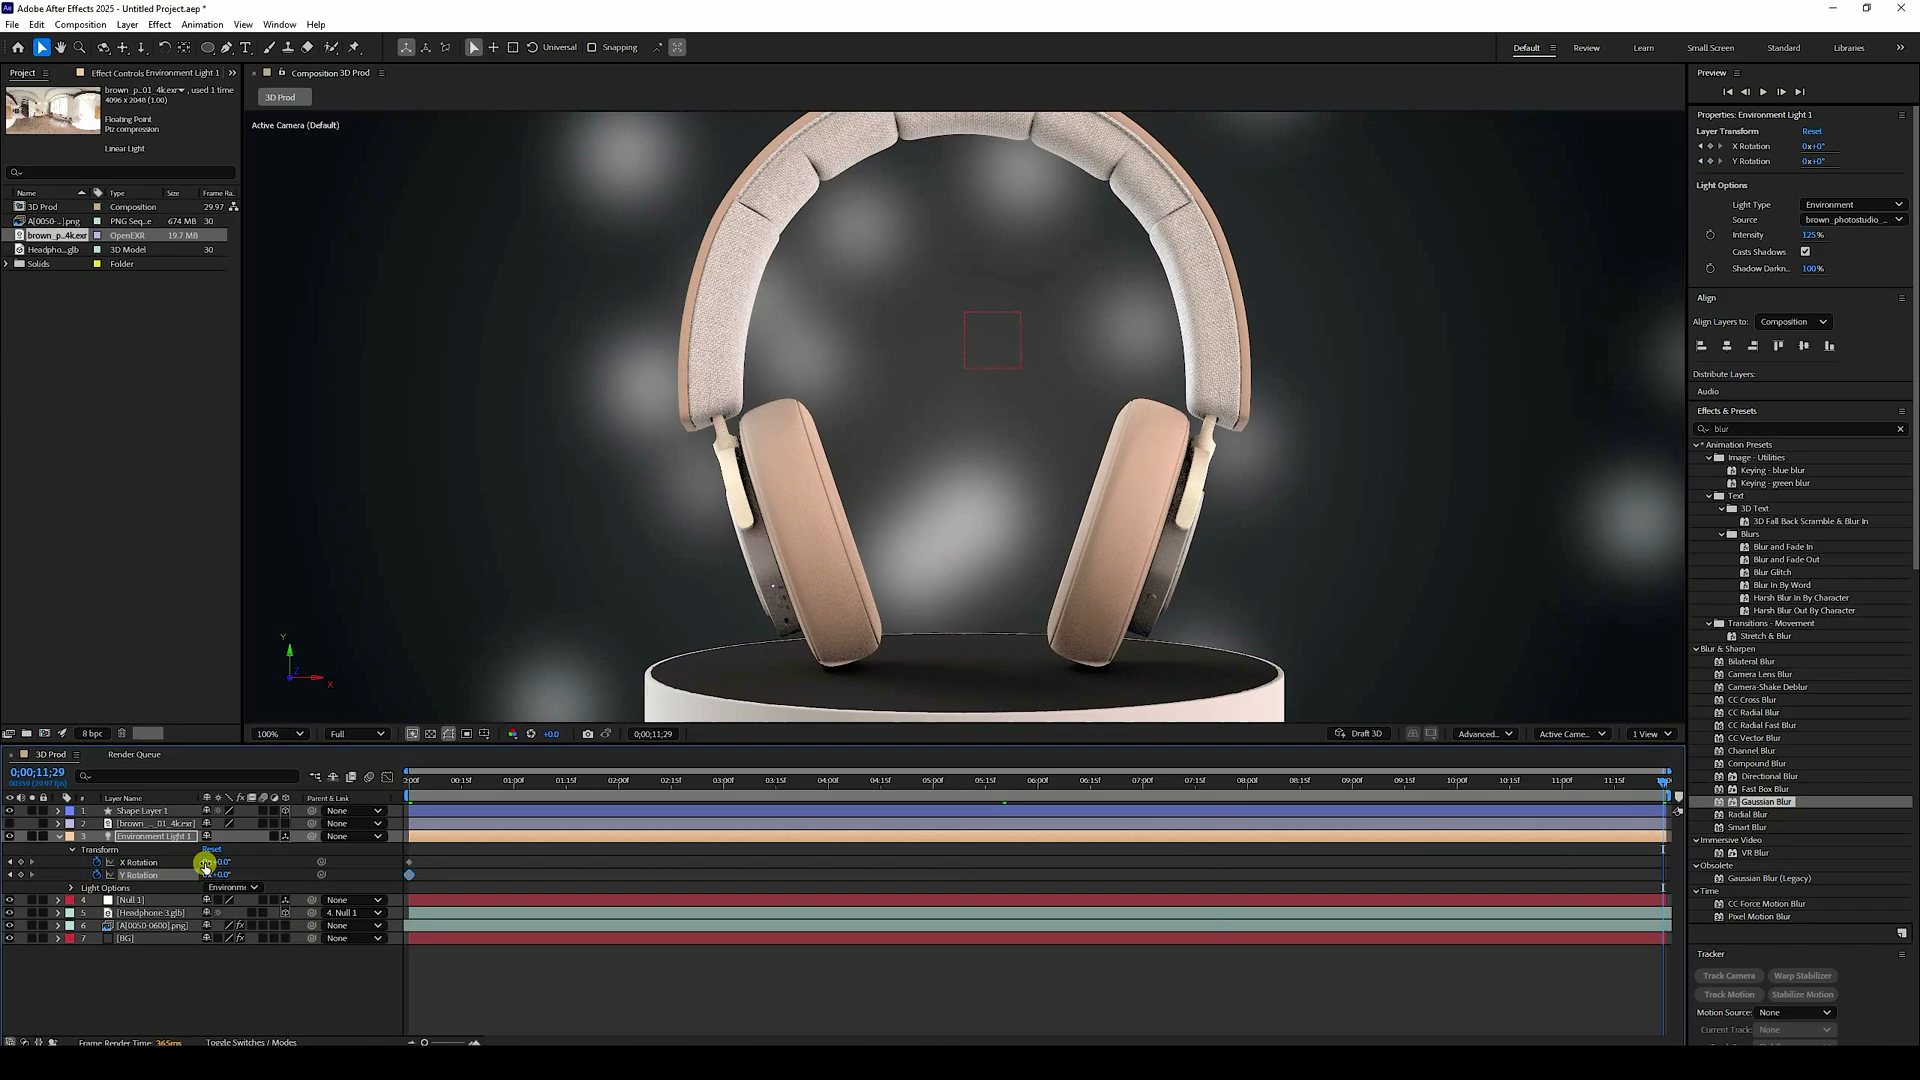 Adobe After Effects 2025 - Untitled Project.aep *
File Edit Composition Layer Effect Animation View Window Help
Universal Snapping
Default Review Learn Small Screen Standard Libraries
Project Effect Controls Environment Light 1
brown_p...01_4k.exr, used 1 time
4096 x 2048 (1.00)
Floating Point
Piz compression
Linear Light
Name Type Size Frame Ra...
3D Prod Composition 29.97
A[0050-...].png PNG Seq...e 674 MB 30
brown_p...4k.exr OpenEXR 19.7 MB
Headpho...glb 3D Model 30
Solids Folder
8 bpc
Composition 3D Prod
3D Prod
Active Camera (Default)
Y
Z
X
100% Full +0.0 0;00;11;29
Draft 3D Advanced... Active Came... 1 View
Preview
Properties: Environment Light 1
Layer Transform Reset
X Rotation 0x+0°
Y Rotation 0x+0°
Light Options
Light Type Environment
Source brown_photostudio_...
Intensity 125%
Casts Shadows
Shadow Darkn... 100%
Align
Align Layers to: Composition
Distribute Layers:
Audio
Effects & Presets
blur
* Animation Presets
Image - Utilities
Keying - blue blur
Keying - green blur
Text
3D Text
3D Fall Back Scramble & Blur In
Blurs
Blur and Fade In
Blur and Fade Out
Blur Glitch
Blur In By Word
Harsh Blur In By Character
Harsh Blur Out By Character
Transitions - Movement
Stretch & Blur
Blur & Sharpen
Bilateral Blur
Camera Lens Blur
Camera-Shake Deblur
CC Cross Blur
CC Radial Blur
CC Radial Fast Blur
CC Vector Blur
Channel Blur
Compound Blur
Directional Blur
Fast Box Blur
Gaussian Blur
Radial Blur
Smart Blur
Immersive Video
VR Blur
Obsolete
Gaussian Blur (Legacy)
Time
CC Force Motion Blur
Pixel Motion Blur
Tracker
Track Camera Warp Stabilizer
Track Motion Stabilize Motion
Motion Source: None
Current Track: None
3D Prod Render Queue
0;00;11;29
00359 (29.97 fps)
00:15f 01:00f 01:15f 02:00f 02:15f 03:00f 03:15f 04:00f 04:15f 05:00f 05:15f 06:00f 06:15f 07:00f 07:15f 08:00f 08:15f 09:00f 09:15f 10:00f 10:15f 11:00f 11:15f
# Layer Name Parent & Link
1 Shape Layer 1 None
2 [brown_..._01_4k.exr] None
3 Environment Light 1 None
Transform Reset
X Rotation
Y Rotation
Light Options Environme
4 [Null 1] None
5 [Headphone 3.glb] 4. Null 1
6 [A[0050-0600].png] None
7 [BG] None
Frame Render Time: 365ms Toggle Switches / Modes